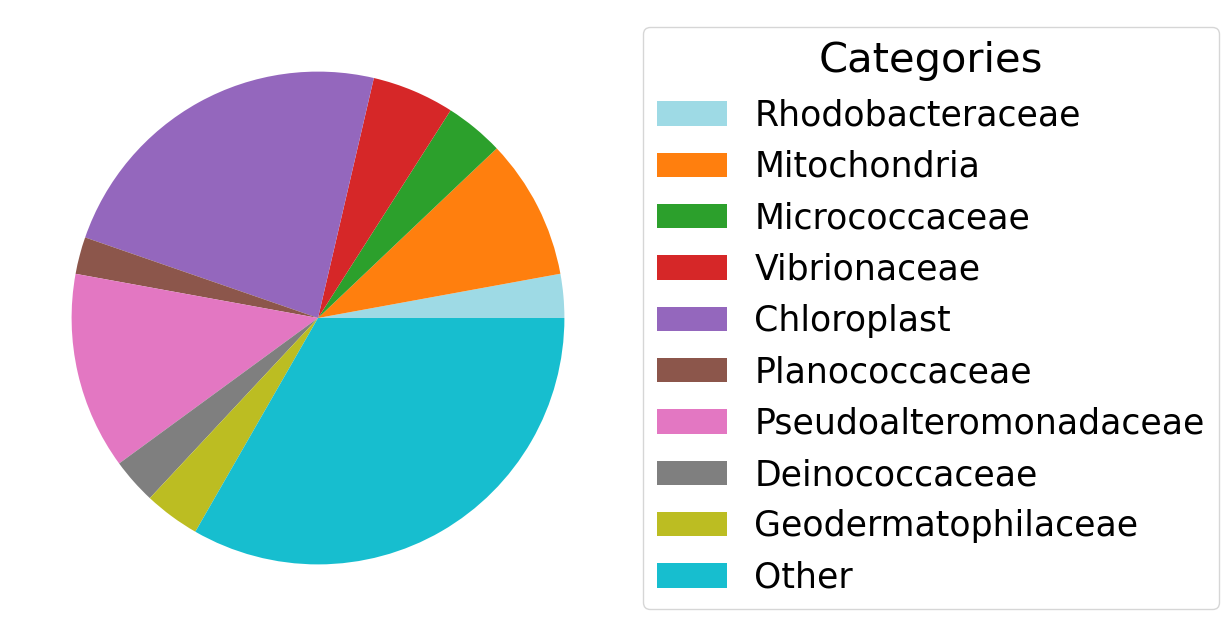 Categories
Rhodobacteraceae
Mitochondria
Micrococcaceae
Vibrionaceae
Chloroplast
Planococcaceae
Pseudoalteromonadaceae
Deinococcaceae
Geodermatophilaceae
Other